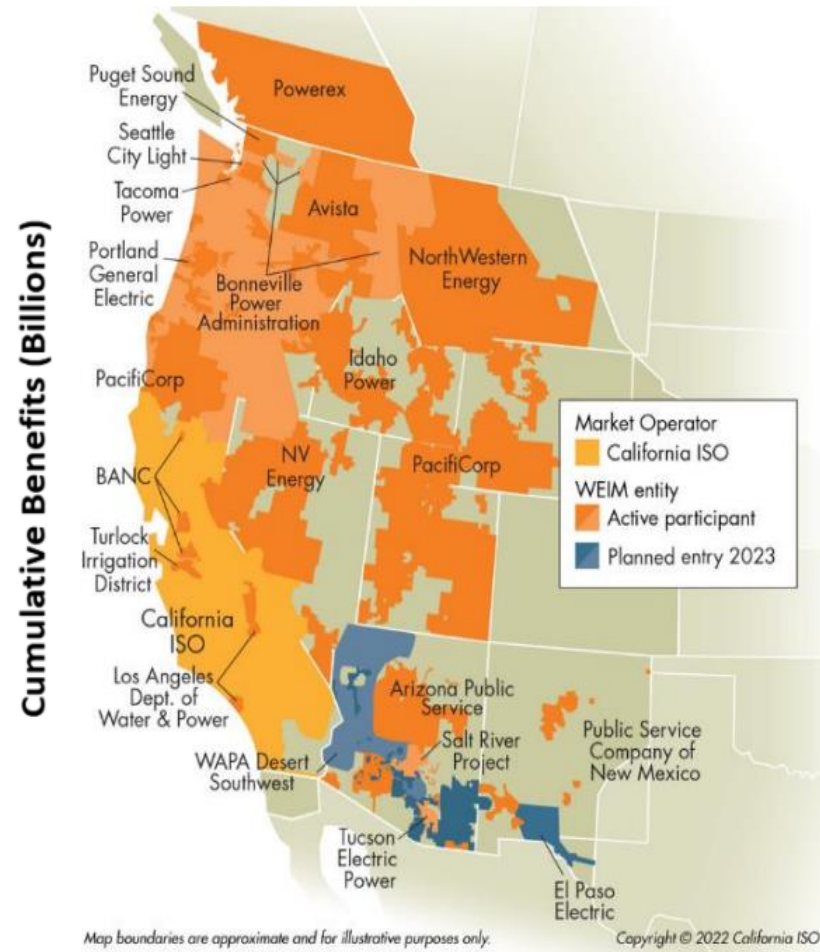 Cumulative Benefits (Billions)
Powerex
Puget Sound
Energy
Seattle
City Light
Tacoma
Power
Avista
Portland
General
Electric
NorthWestern
Energy
Bonneville
Power
Administration
Idaho
Power
PacifiCorp
Market Operator
California ISO
WEIM entity
Active participant
Planned entry 2023
NV
Energy
PacifiCorp
BANC
Turlock
Irrigation
District
California
ISO
Los Angeles
Dept. of
Water & Power
Arizona Public
Service
Salt River
Project
Public Service
Company of
New Mexico
WAPA Desert
Southwest
Tucson
Electric
Power
El Paso
Electric
Map boundaries are approximate and for illustrative purposes only.
Copyright © 2022 California ISO